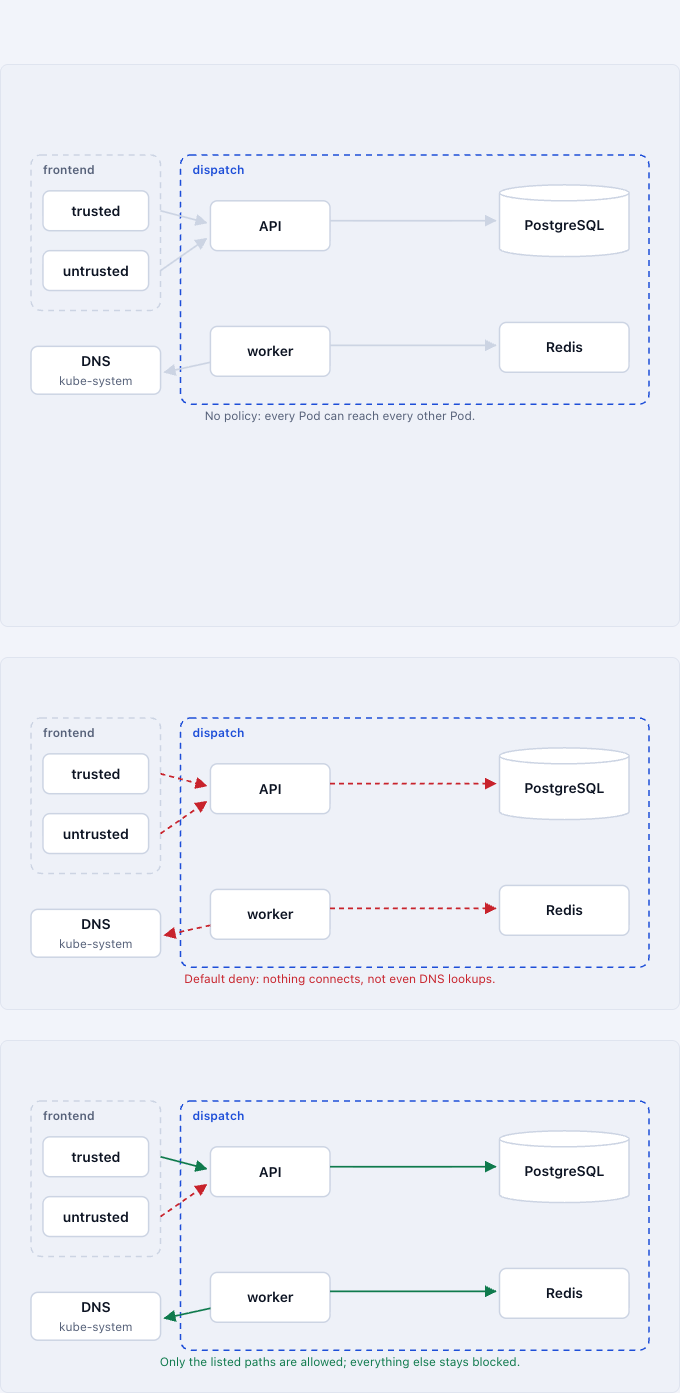 frontend
dispatch
trusted
API
PostgreSQL
untrusted
worker
Redis
DNS
kube-system
No policy: every Pod can reach every other Pod.
frontend
dispatch
trusted
API
PostgreSQL
untrusted
worker
Redis
DNS
kube-system
Default deny: nothing connects, not even DNS lookups.
frontend
dispatch
trusted
API
PostgreSQL
untrusted
worker
Redis
DNS
kube-system
Only the listed paths are allowed; everything else stays blocked.